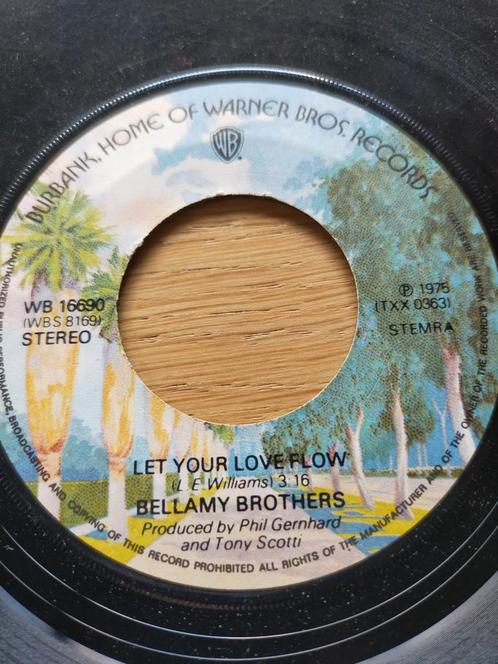 BURBANK, HOME OF WARNER BROS. RECORDS
WB
WB 16690
(WBS 8169)
STEREO
℗ 1975
(TXX 0363)
STEMRA
LET YOUR LOVE FLOW
(L E Williams) 3.16
BELLAMY BROTHERS
Produced by Phil Gernhard
and Tony Scotti
ALL RIGHTS OF THE MANUFACTURER AND OF THE OWNER OF THE RECORDED WORK ARE RESERVED
UNAUTHORIZED PUBLIC PERFORMANCE, BROADCASTING AND COPYING OF THIS RECORD PROHIBITED